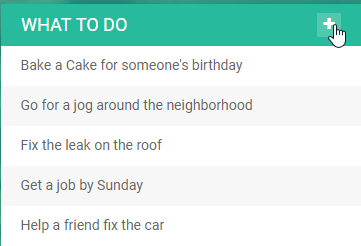 WHAT TO DO
Bake a Cake for someone's birthday
Go for a jog around the neighborhood
Fix the leak on the roof
Get a job by Sunday
Help a friend fix the car